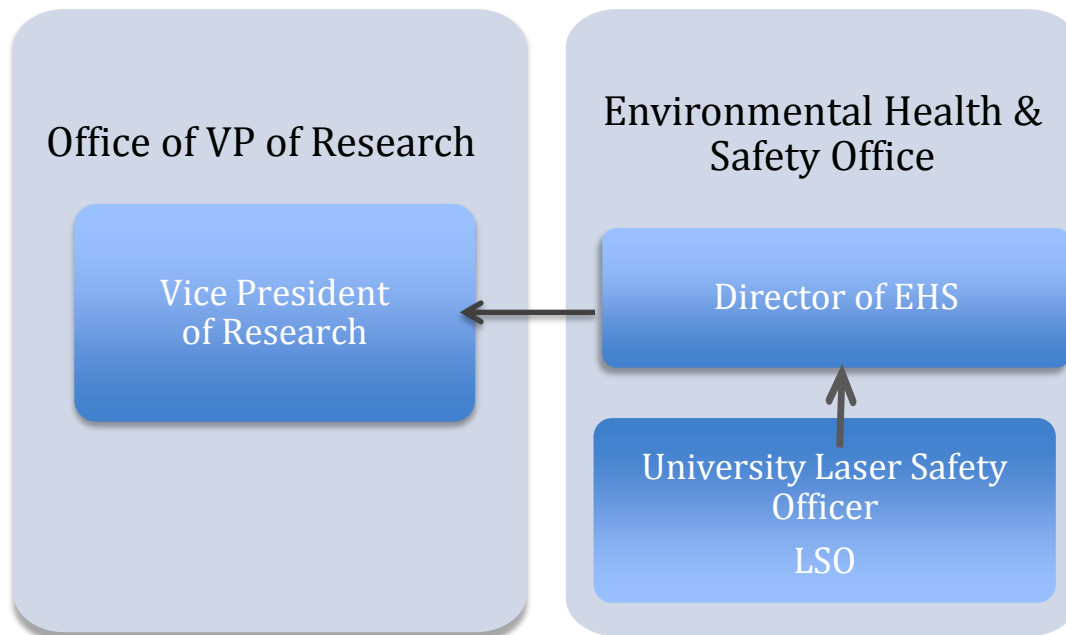 Office of VP of Research
Vice President
of Research
Environmental Health &
Safety Office
Director of EHS
University Laser Safety
Officer
LSO